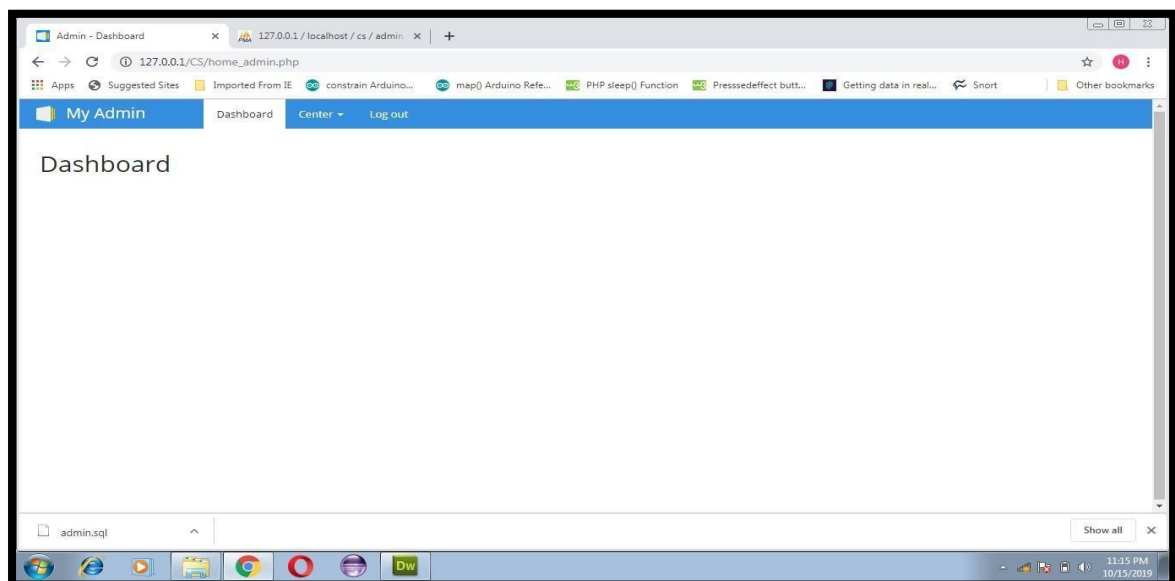 Admin - Dashboard
PMA 127.0.0.1 / localhost / cs / admin
127.0.0.1/CS/home_admin.php
H
Apps Suggested Sites Imported From IE constrain Arduino... map() Arduino Refe... PHP sleep() Function Presssedeffect butt... Getting data in real... Snort Other bookmarks
My Admin Dashboard Center Log out
Dashboard
admin.sql Show all
Dw
11:15 PM
10/15/2019